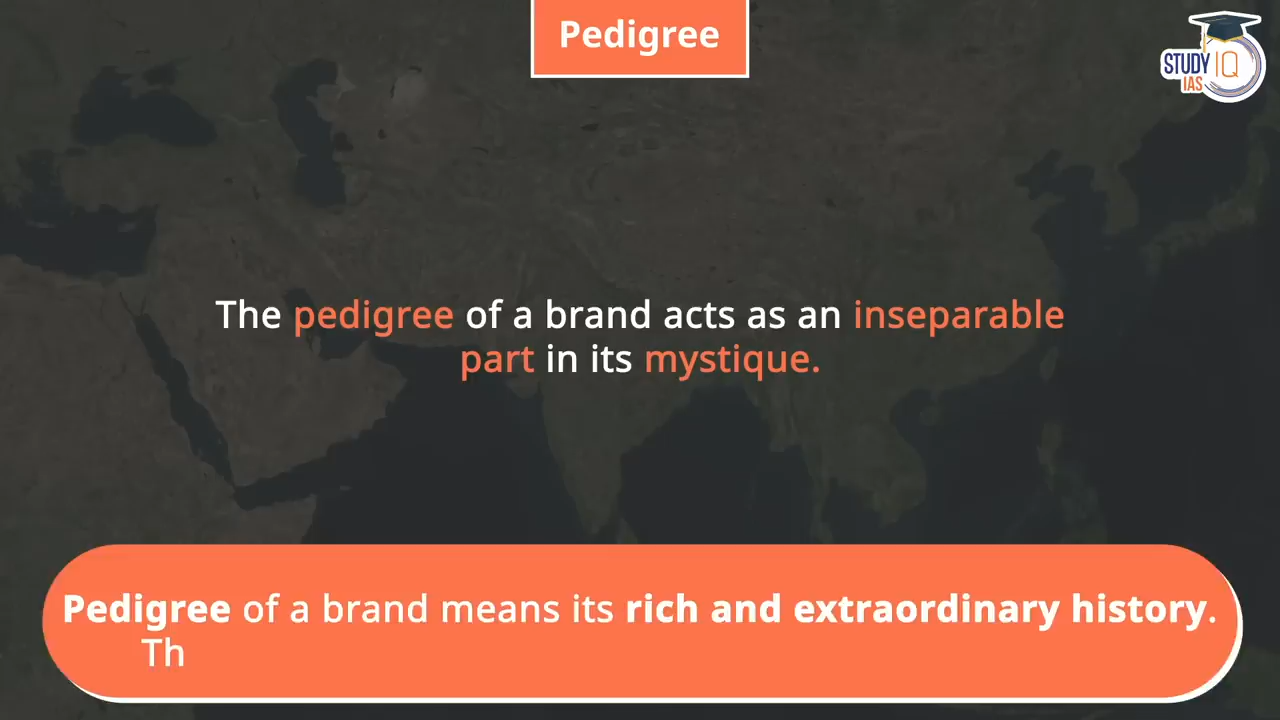 Pedigree
STUDY IQ
IAS
The pedigree of a brand acts as an inseparable
part in its mystique.
Pedigree of a brand means its rich and extraordinary history.
Th